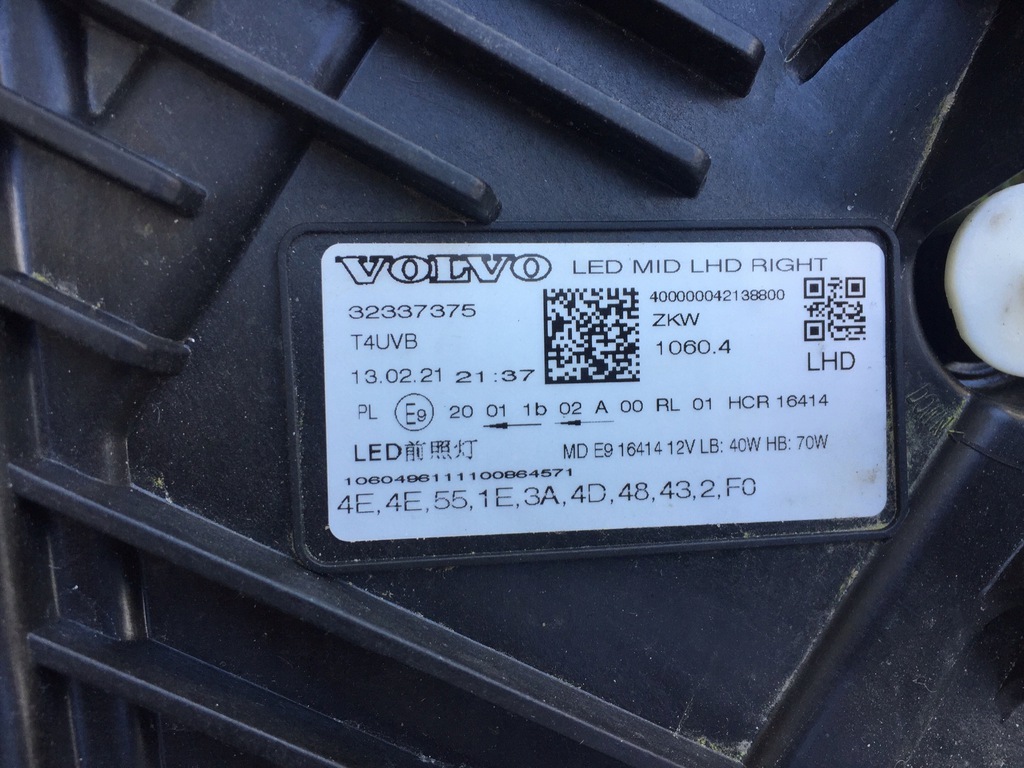 VOLVO LED MID LHD RIGHT
32337375
400000042138800
T4UVB
ZKW
1060.4
LHD
13.02.21 21:37
PL E9 20 01 1b 02 A 00 RL 01 HCR 16414
LED前照灯 MD E9 16414 12V LB: 40W HB: 70W
1060496111100864571
4E,4E,55,1E,3A,4D,48,43,2,F0